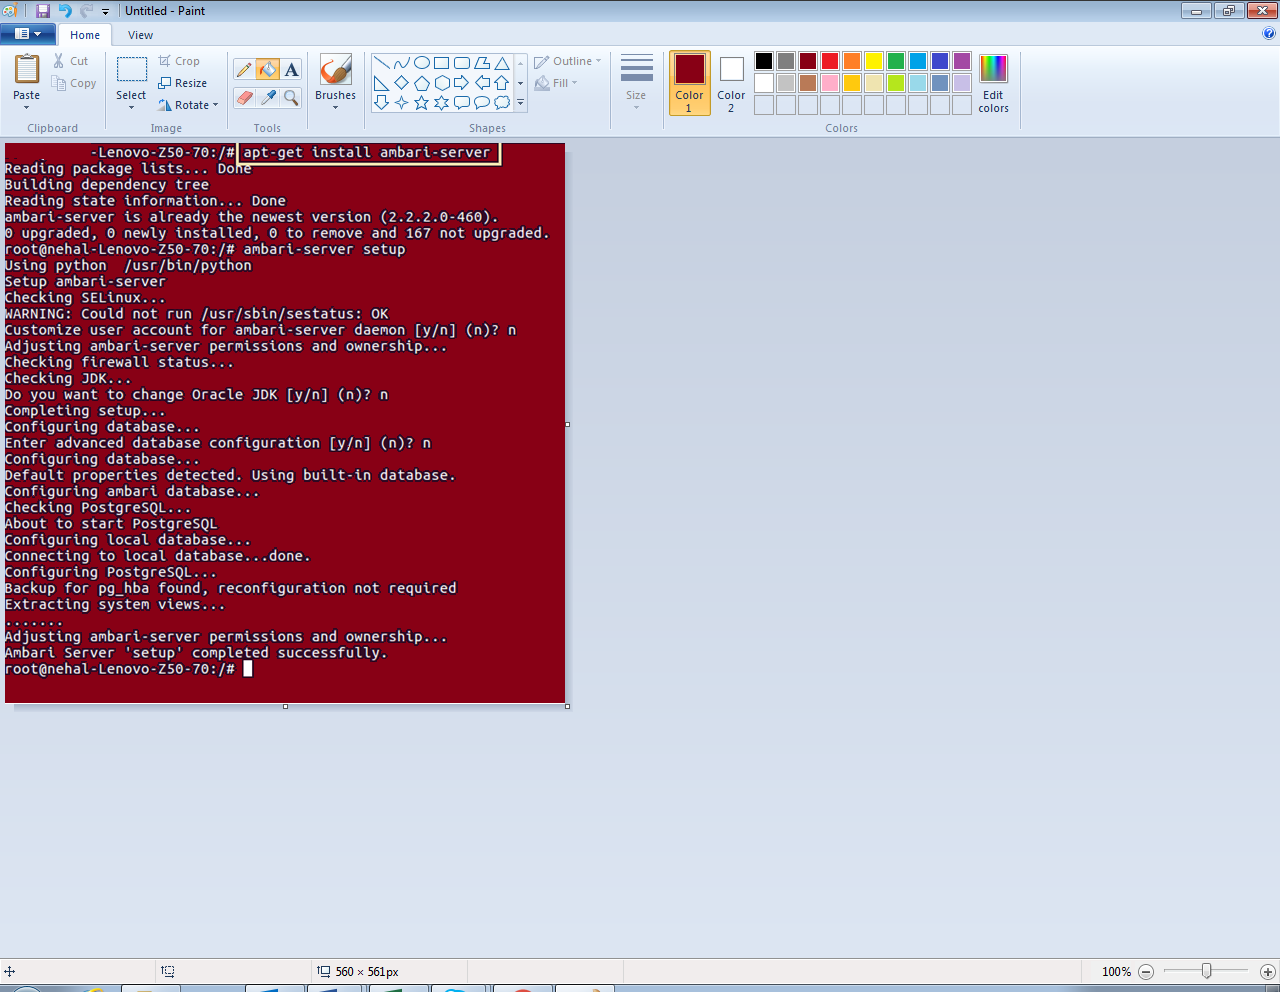 Untitled - Paint
Home View
Paste
Cut
Copy
Clipboard
Select
Crop
Resize
Rotate
Image
Tools
Brushes
Shapes
Outline
Fill
Size
Color 1
Color 2
Edit colors
Colors
-Lenovo-Z50-70:/# apt-get install ambari-server
Reading package lists... Done
Building dependency tree
Reading state information... Done
ambari-server is already the newest version (2.2.2.0-460).
0 upgraded, 0 newly installed, 0 to remove and 167 not upgraded.
root@nehal-Lenovo-Z50-70:/# ambari-server setup
Using python  /usr/bin/python
Setup ambari-server
Checking SELinux...
WARNING: Could not run /usr/sbin/sestatus: OK
Customize user account for ambari-server daemon [y/n] (n)? n
Adjusting ambari-server permissions and ownership...
Checking firewall status...
Checking JDK...
Do you want to change Oracle JDK [y/n] (n)? n
Completing setup...
Configuring database...
Enter advanced database configuration [y/n] (n)? n
Configuring database...
Default properties detected. Using built-in database.
Configuring ambari database...
Checking PostgreSQL...
About to start PostgreSQL
Configuring local database...
Connecting to local database...done.
Configuring PostgreSQL...
Backup for pg_hba found, reconfiguration not required
Extracting system views...
.......
Adjusting ambari-server permissions and ownership...
Ambari Server 'setup' completed successfully.
root@nehal-Lenovo-Z50-70:/#
560 × 561px
100%